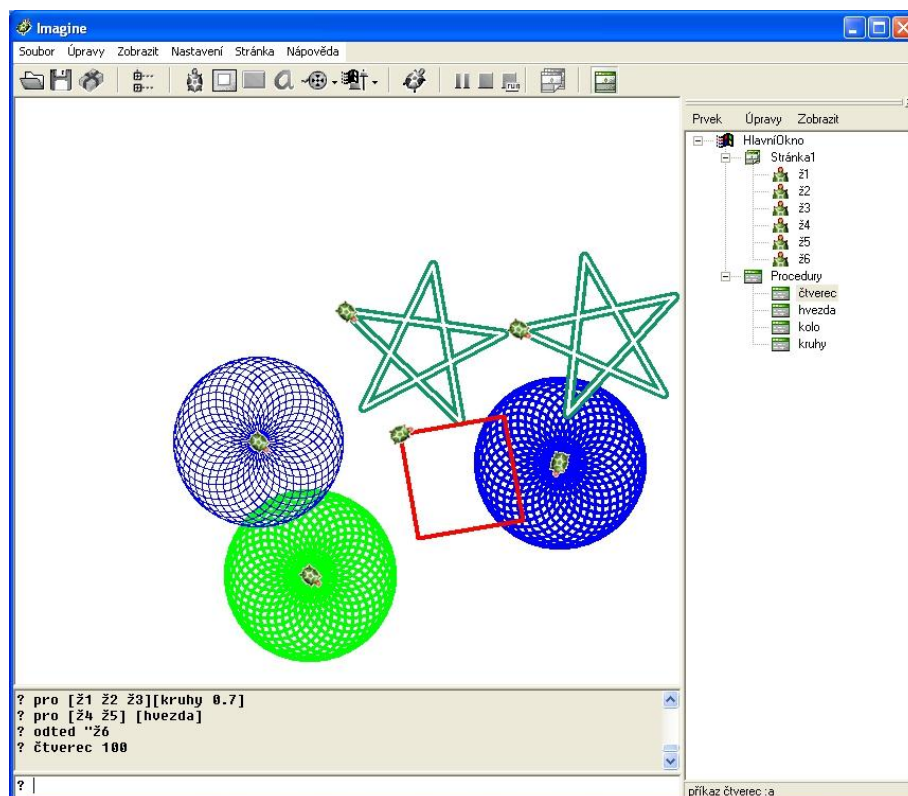 Imagine
Soubor Úpravy Zobrazit Nastavení Stránka Nápověda
Prvek Úpravy Zobrazit
HlavníOkno
Stránka1
ž1
ž2
ž3
ž4
ž5
ž6
Procedury
čtverec
hvezda
kolo
kruhy
? pro [ž1 ž2 ž3][kruhy 0.7]
? pro [ž4 ž5] [hvezda]
? odted "ž6
? čtverec 100
?
příkaz čtverec :a